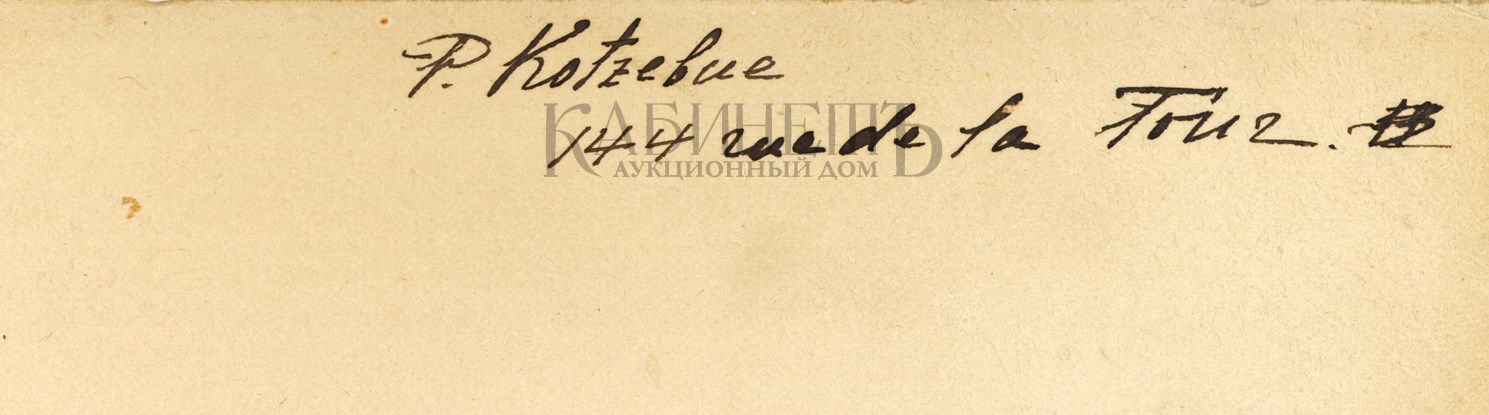 P. Kotzebue
144 rue de la Tour.
КАБИНЕТЪ
АУКЦИОННЫЙ ДОМ